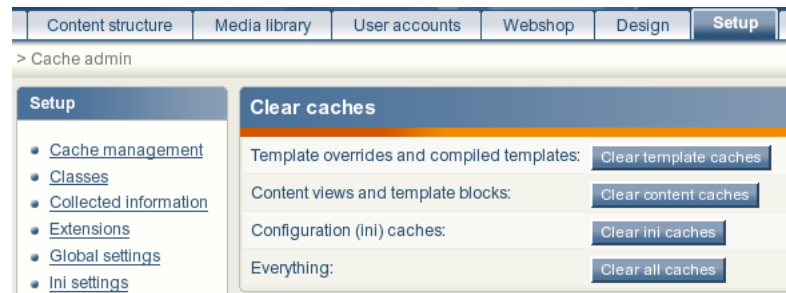 Content structure Media library User accounts Webshop Design Setup
> Cache admin
Setup
Cache management
Classes
Collected information
Extensions
Global settings
Ini settings
Clear caches
Template overrides and compiled templates: Clear template caches
Content views and template blocks: Clear content caches
Configuration (ini) caches: Clear ini caches
Everything: Clear all caches